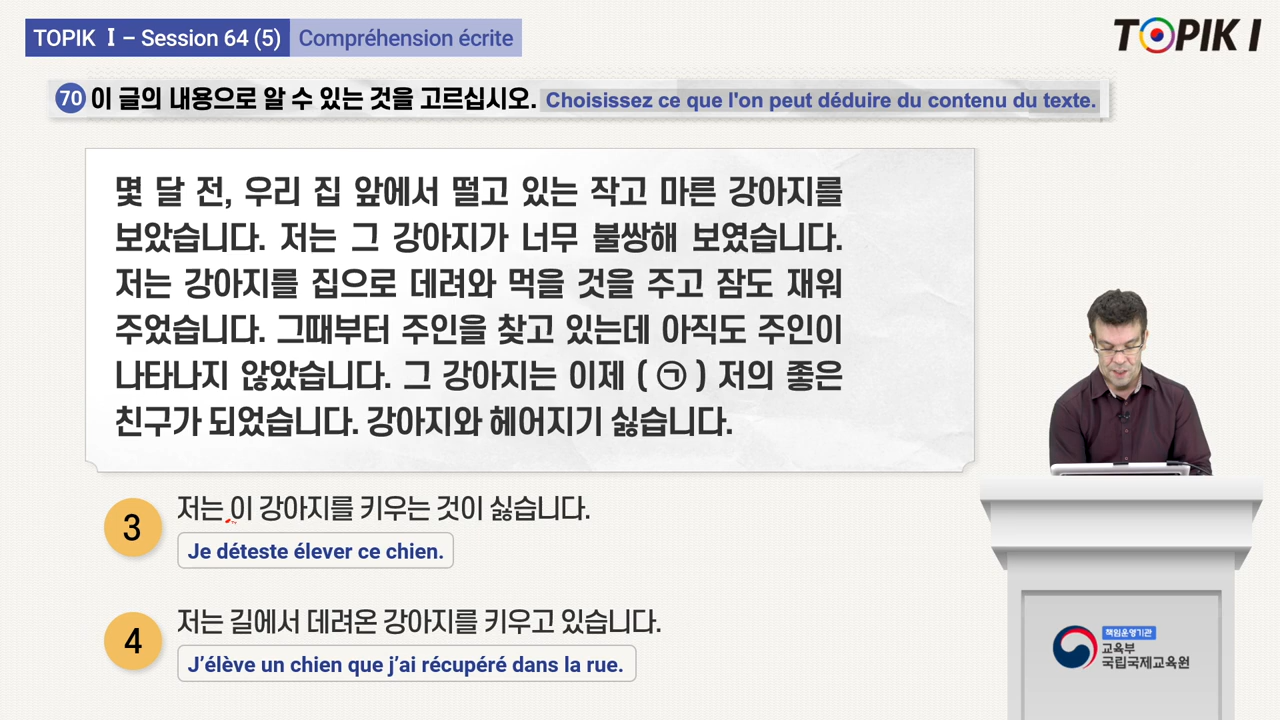 TOPIK Ⅰ – Session 64 (5) Compréhension écrite
TOPIK I
70 이 글의 내용으로 알 수 있는 것을 고르십시오. Choisissez ce que l'on peut déduire du contenu du texte.
몇 달 전, 우리 집 앞에서 떨고 있는 작고 마른 강아지를
보았습니다. 저는 그 강아지가 너무 불쌍해 보였습니다.
저는 강아지를 집으로 데려와 먹을 것을 주고 잠도 재워
주었습니다. 그때부터 주인을 찾고 있는데 아직도 주인이
나타나지 않았습니다. 그 강아지는 이제 ( ㉠ ) 저의 좋은
친구가 되었습니다. 강아지와 헤어지기 싫습니다.
3 저는 이 강아지를 키우는 것이 싫습니다.
Je déteste élever ce chien.
4 저는 길에서 데려온 강아지를 키우고 있습니다.
J’élève un chien que j’ai récupéré dans la rue.
책임운영기관
교육부
국립국제교육원